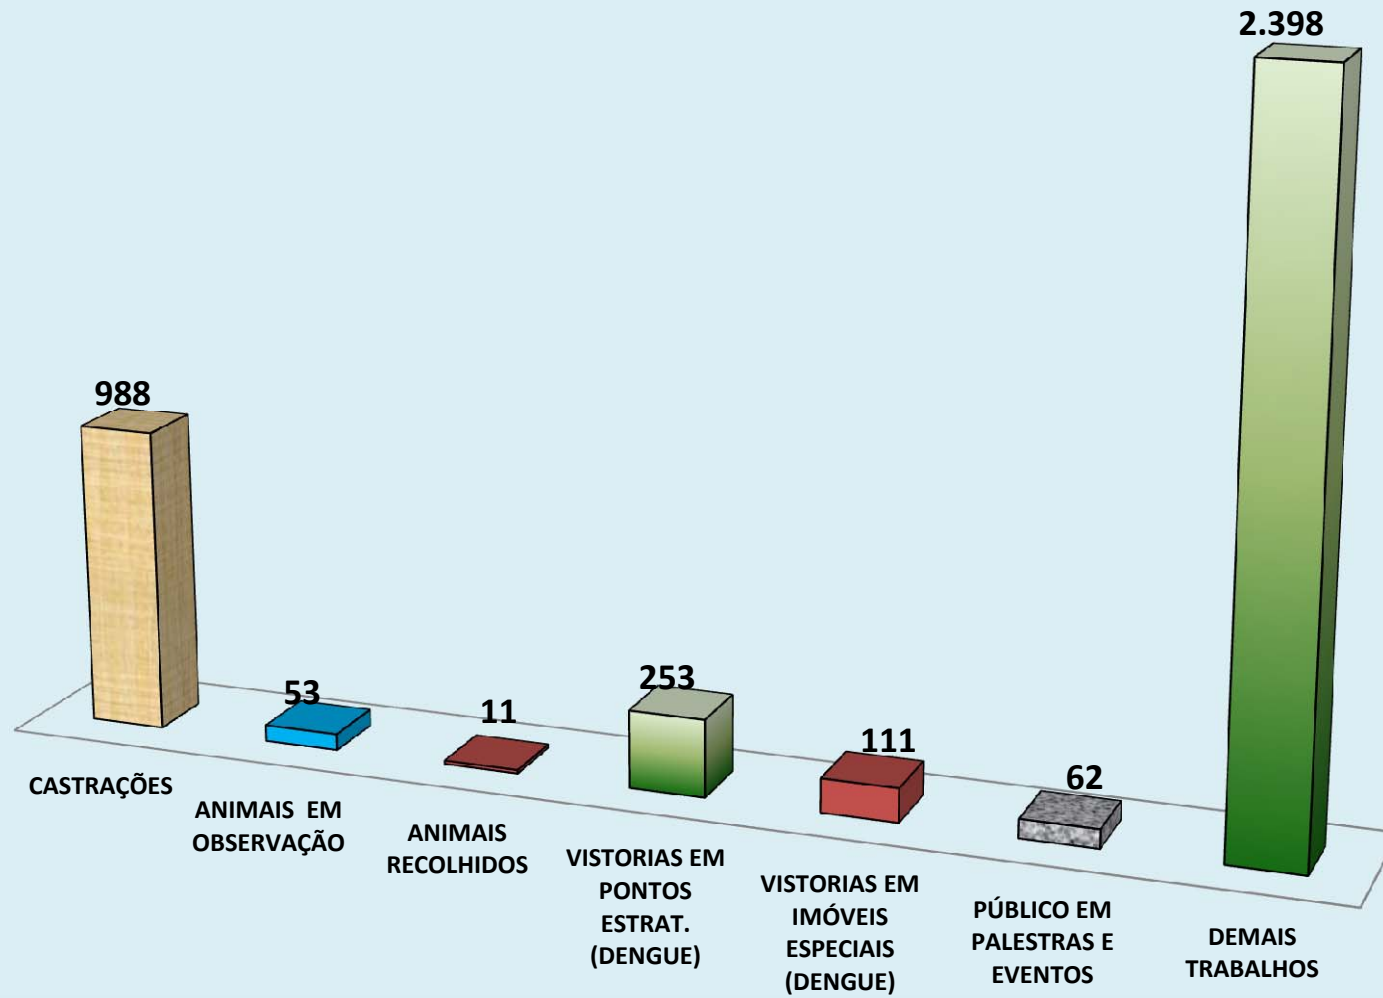 2.398
988
53
11
253
111
62
CASTRAÇÕES
ANIMAIS EM
OBSERVAÇÃO
ANIMAIS
RECOLHIDOS
VISTORIAS EM
PONTOS
ESTRAT.
(DENGUE)
VISTORIAS EM
IMÓVEIS
ESPECIAIS
(DENGUE)
PÚBLICO EM
PALESTRAS E
EVENTOS
DEMAIS
TRABALHOS